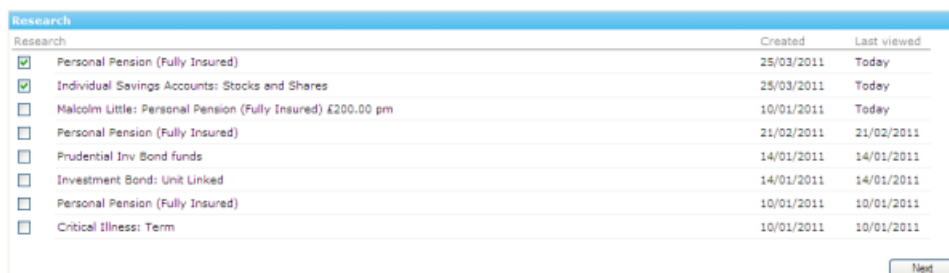 Research
Research Created Last viewed
Personal Pension (Fully Insured) 25/03/2011 Today
Individual Savings Accounts: Stocks and Shares 25/03/2011 Today
Malcolm Little: Personal Pension (Fully Insured) £200.00 pm 10/01/2011 Today
Personal Pension (Fully Insured) 21/02/2011 21/02/2011
Prudential Inv Bond funds 14/01/2011 14/01/2011
Investment Bond: Unit Linked 14/01/2011 14/01/2011
Personal Pension (Fully Insured) 10/01/2011 10/01/2011
Critical Illness: Term 10/01/2011 10/01/2011
Next